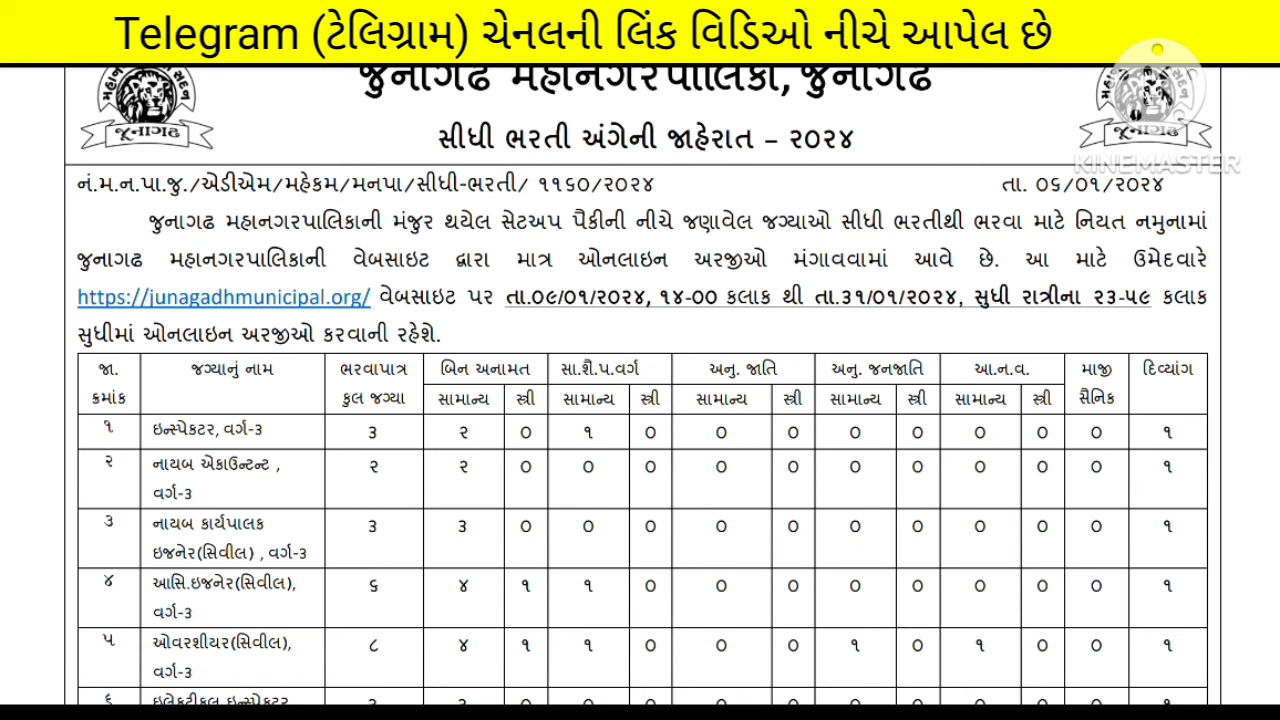 Telegram (ટેલિગ્રામ) ચેનલની લિંક વિડિઓ નીચે આપેલ છે
જુનાગઢ મહાનગરપાલિકા, જુનાગઢ
જૂનાગઢ
જૂનાગઢ
KINEMASTER
સીધી ભરતી અંગેની જાહેરાત – ૨૦૨૪
નં.મ.ન.પા.જુ./એડીએમ/મહેકમ/મનપા/સીધી-ભરતી/ ૧૧૬૦/૨૦૨૪ તા. ૦૬/૦૧/૨૦૨૪
જુનાગઢ મહાનગરપાલિકાની મંજુર થયેલ સેટઅપ પૈકીની નીચે જણાવેલ જગ્યાઓ સીધી ભરતીથી ભરવા માટે નિયત નમુનામાં
જુનાગઢ મહાનગરપાલિકાની વેબસાઇટ દ્વારા માત્ર ઓનલાઇન અરજીઓ મંગાવવામાં આવે છે. આ માટે ઉમેદવારે
https://junagadhmunicipal.org/ વેબસાઇટ પર તા.૦૯/૦૧/૨૦૨૪, ૧૪-૦૦ કલાક થી તા.૩૧/૦૧/૨૦૨૪, સુધી રાત્રીના ૨૩-૫૯ કલાક
સુધીમાં ઓનલાઇન અરજીઓ કરવાની રહેશે.
જા. જગ્યાનું નામ ભરવાપાત્ર બિન અનામત સા.શૈ.પ.વર્ગ અનુ. જાતિ અનુ. જનજાતિ આ.ન.વ. માજી દિવ્યાંગ
ક્રમાંક કુલ જગ્યા સામાન્ય સ્ત્રી સામાન્ય સ્ત્રી સામાન્ય સ્ત્રી સામાન્ય સ્ત્રી સામાન્ય સ્ત્રી સૈનિક
૧ ઇન્સ્પેકટર, વર્ગ-૩ ૩ ૨ ૦ ૧ ૦ ૦ ૦ ૦ ૦ ૦ ૦ ૦ ૧
૨ નાયબ એકાઉન્ટન્ટ , ૨ ૨ ૦ ૦ ૦ ૦ ૦ ૦ ૦ ૦ ૦ ૦ ૧
વર્ગ-૩
૩ નાયબ કાર્યપાલક ૩ ૩ ૦ ૦ ૦ ૦ ૦ ૦ ૦ ૦ ૦ ૦ ૧
ઇજનેર(સિવીલ) , વર્ગ-૩
૪ આસિ.ઇજનેર(સિવીલ), ૬ ૪ ૧ ૧ ૦ ૦ ૦ ૦ ૦ ૦ ૦ ૦ ૧
વર્ગ-૩
૫ ઓવરશીયર(સિવીલ), ૮ ૪ ૧ ૧ ૦ ૦ ૦ ૧ ૦ ૧ ૦ ૦ ૧
વર્ગ-૩
૬ ઇલેકટ્રીકલ ઇન્સ્પેકટર